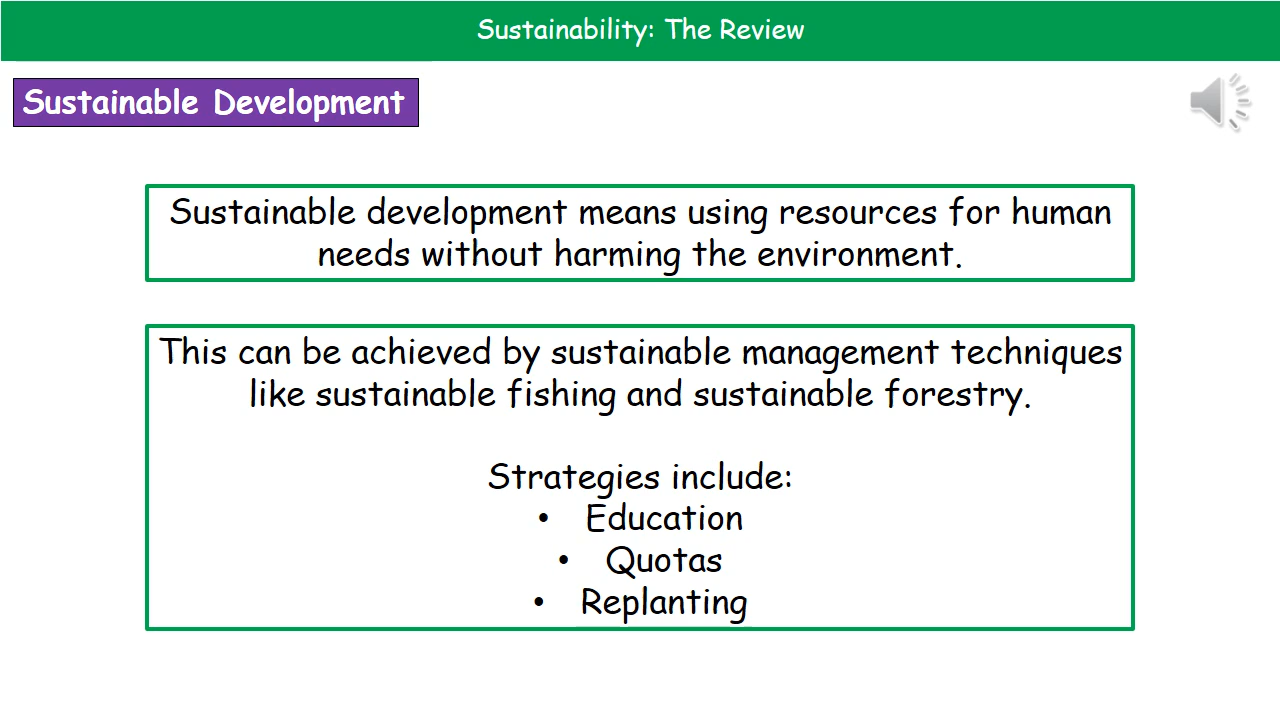 Sustainability: The Review
Sustainable Development
Sustainable development means using resources for human
needs without harming the environment.
This can be achieved by sustainable management techniques
like sustainable fishing and sustainable forestry.
Strategies include:
• Education
• Quotas
• Replanting